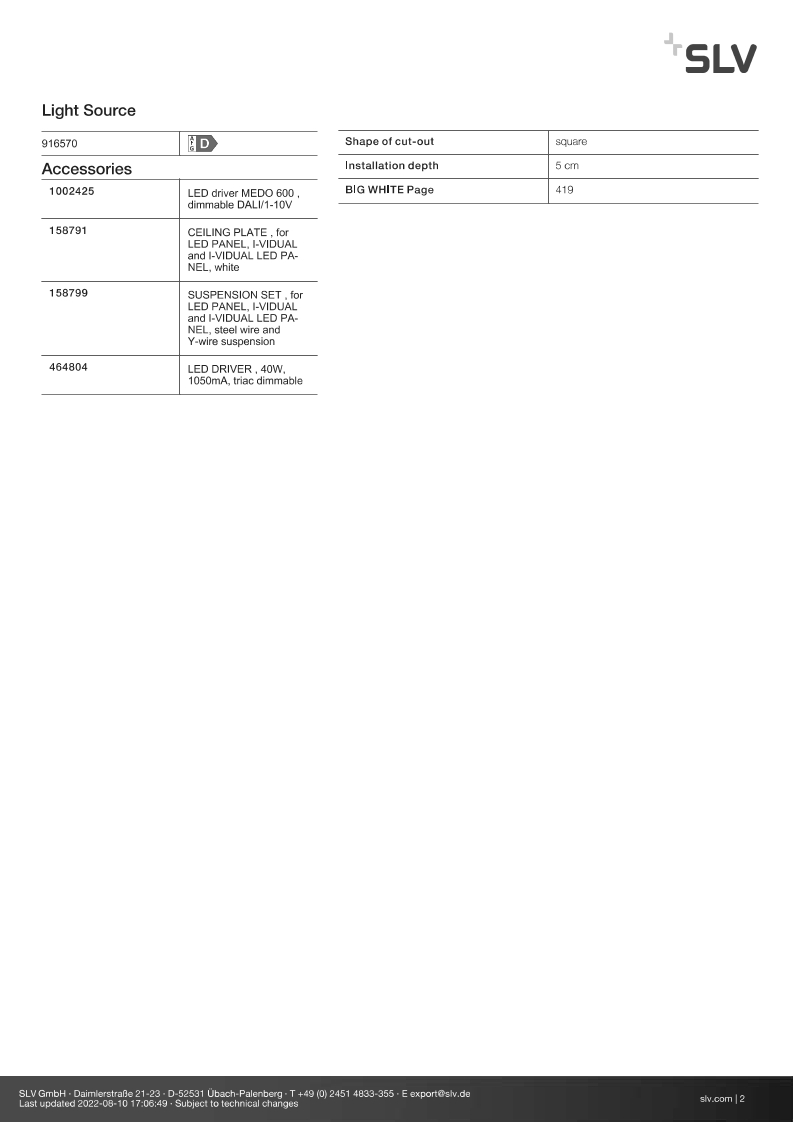 SLV
Light Source
916570
A
G
D
Accessories
1002425
LED driver MEDO 600 ,
dimmable DALI/1-10V
158791
CEILING PLATE , for
LED PANEL, I-VIDUAL
and I-VIDUAL LED PA-
NEL, white
158799
SUSPENSION SET , for
LED PANEL, I-VIDUAL
and I-VIDUAL LED PA-
NEL, steel wire and
Y-wire suspension
464804
LED DRIVER , 40W,
1050mA, triac dimmable
Shape of cut-out
square
Installation depth
5 cm
BIG WHITE Page
419
SLV GmbH · Daimlerstraße 21-23 · D-52531 Übach-Palenberg · T +49 (0) 2451 4833-355 · E export@slv.de
Last updated 2022-08-10 17:06:49 · Subject to technical changes
slv.com | 2